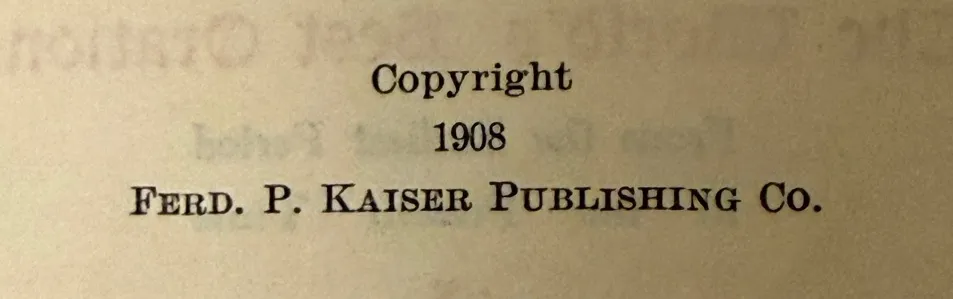 Copyright
1908
FERD. P. KAISER PUBLISHING CO.